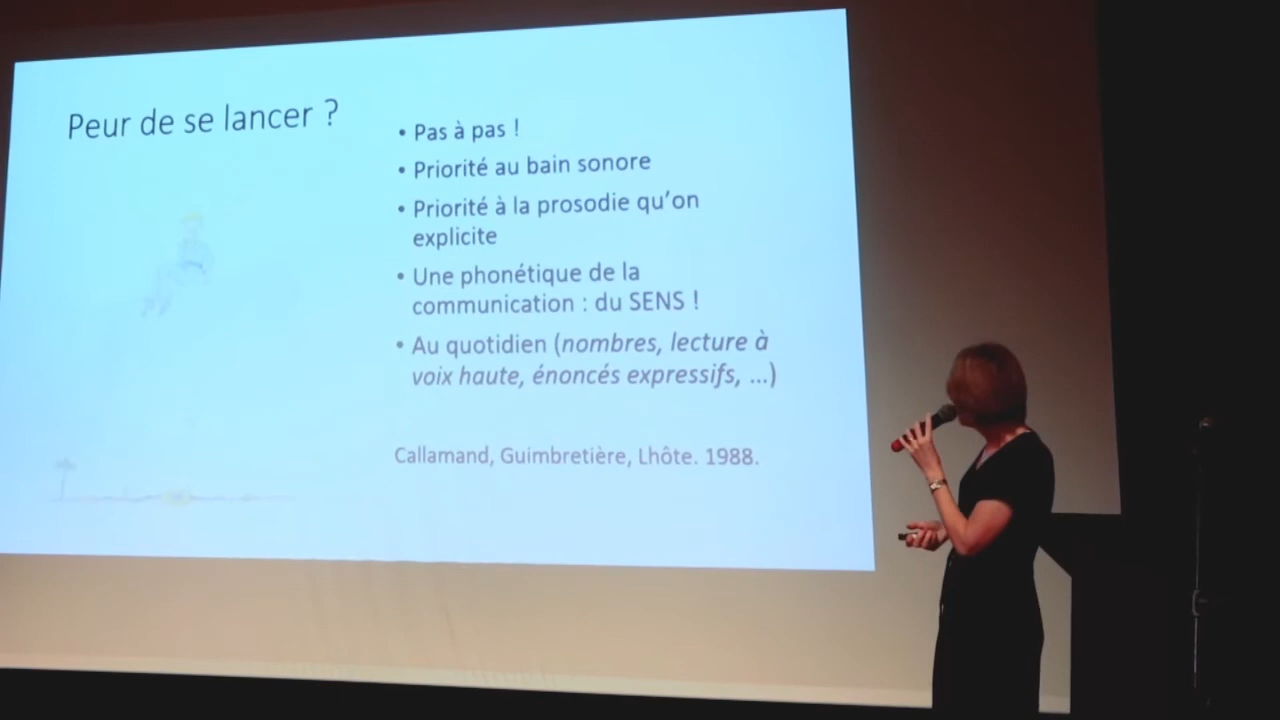 Peur de se lancer ?
• Pas à pas !
• Priorité au bain sonore
• Priorité à la prosodie qu'on
explicite
• Une phonétique de la
communication : du SENS !
• Au quotidien (nombres, lecture à
voix haute, énoncés expressifs, ...)
Callamand, Guimbretière, Lhôte. 1988.